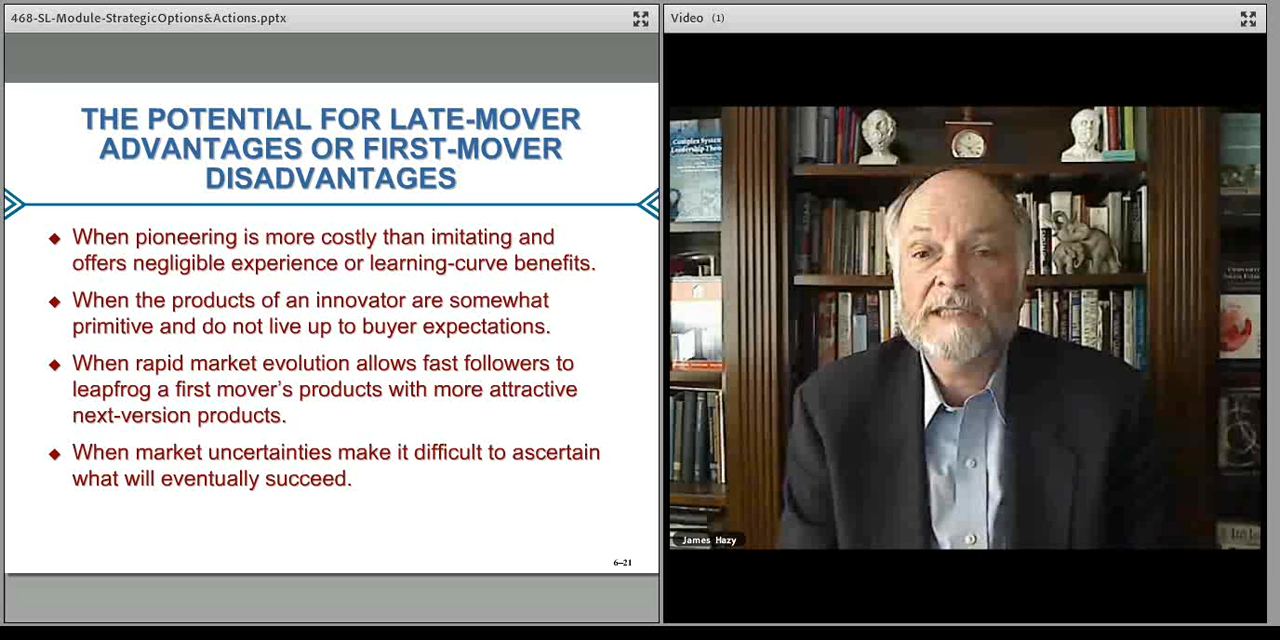 468-SL-Module-StrategicOptions&Actions.pptx
THE POTENTIAL FOR LATE-MOVER
ADVANTAGES OR FIRST-MOVER
DISADVANTAGES
When pioneering is more costly than imitating and
offers negligible experience or learning-curve benefits.
When the products of an innovator are somewhat
primitive and do not live up to buyer expectations.
When rapid market evolution allows fast followers to
leapfrog a first mover's products with more attractive
next-version products.
When market uncertainties make it difficult to ascertain
what will eventually succeed.
6–21
Video (1)
Complex System
Leadership Theory
James Hazy